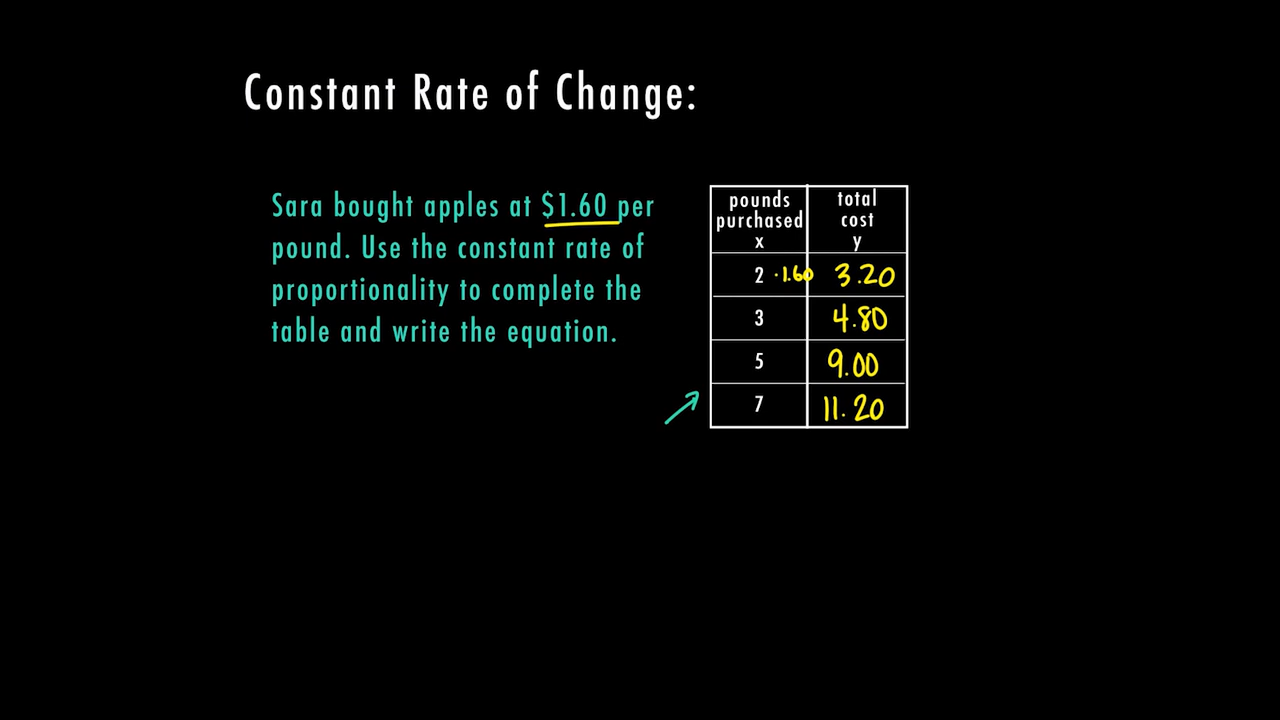 Constant Rate of Change:
Sara bought apples at $1.60 per
pound. Use the constant rate of
proportionality to complete the
table and write the equation.
pounds
purchased
x
total
cost
y
2 ·1.60 3.20
3 4.80
5 9.00
7 11.20